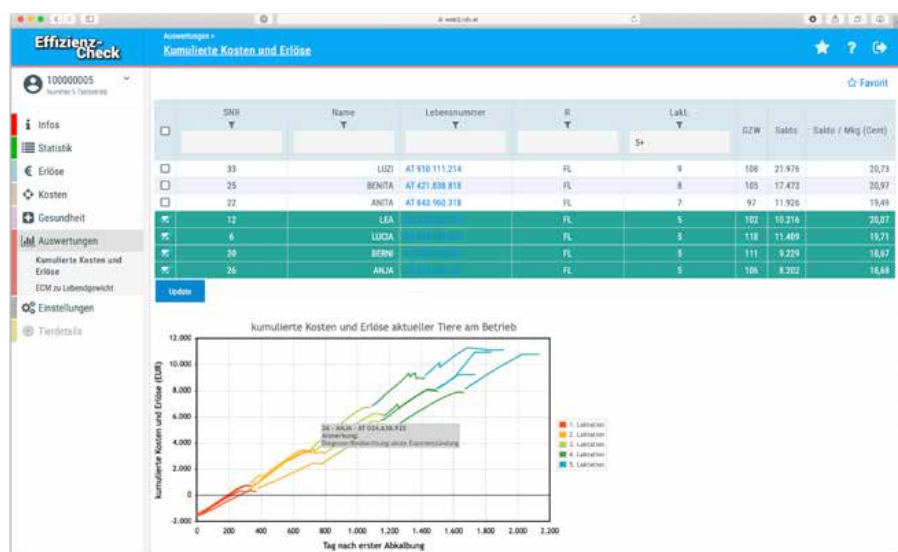 Effizienz-
Check
Auswertungen »
Kumulierte Kosten und Erlöse
100000005
Favorit
Infos
Statistik
Erlöse
Kosten
Gesundheit
Auswertungen
Kumulierte Kosten und
Erlöse
ECM zu Lebendgewicht
Einstellungen
Tierdetails
SNR Name Lebensnummer R Lakt. GZW Saldo Saldo / Mkg (Cent)
5+
33 LUZI AT 910.111.214 FL 9 108 21.976 20,73
25 BENITA AT 421.838.818 FL 8 105 17.473 20,97
22 ANITA AT 843.960.318 FL 7 97 11.926 19,49
12 LEA FL 5 102 10.216 20,07
6 LUCIA FL 5 118 11.409 19,71
20 BERNI FL 5 111 9.229 18,67
26 ANJA FL 5 106 8.202 16,68
Update
kumulierte Kosten und Erlöse aktueller Tiere am Betrieb
kumulierte Kosten und Erlöse (EUR)
12.000
10.000
8.000
6.000
4.000
2.000
0
-2.000
26 - ANJA - AT
Anmerkung:
Diagnose/Beobachtung: akute Euterentzündung
1. Laktation
2. Laktation
3. Laktation
4. Laktation
5. Laktation
0 200 400 600 800 1.000 1.200 1.400 1.600 1.800 2.000 2.200
Tag nach erster Abkalbung